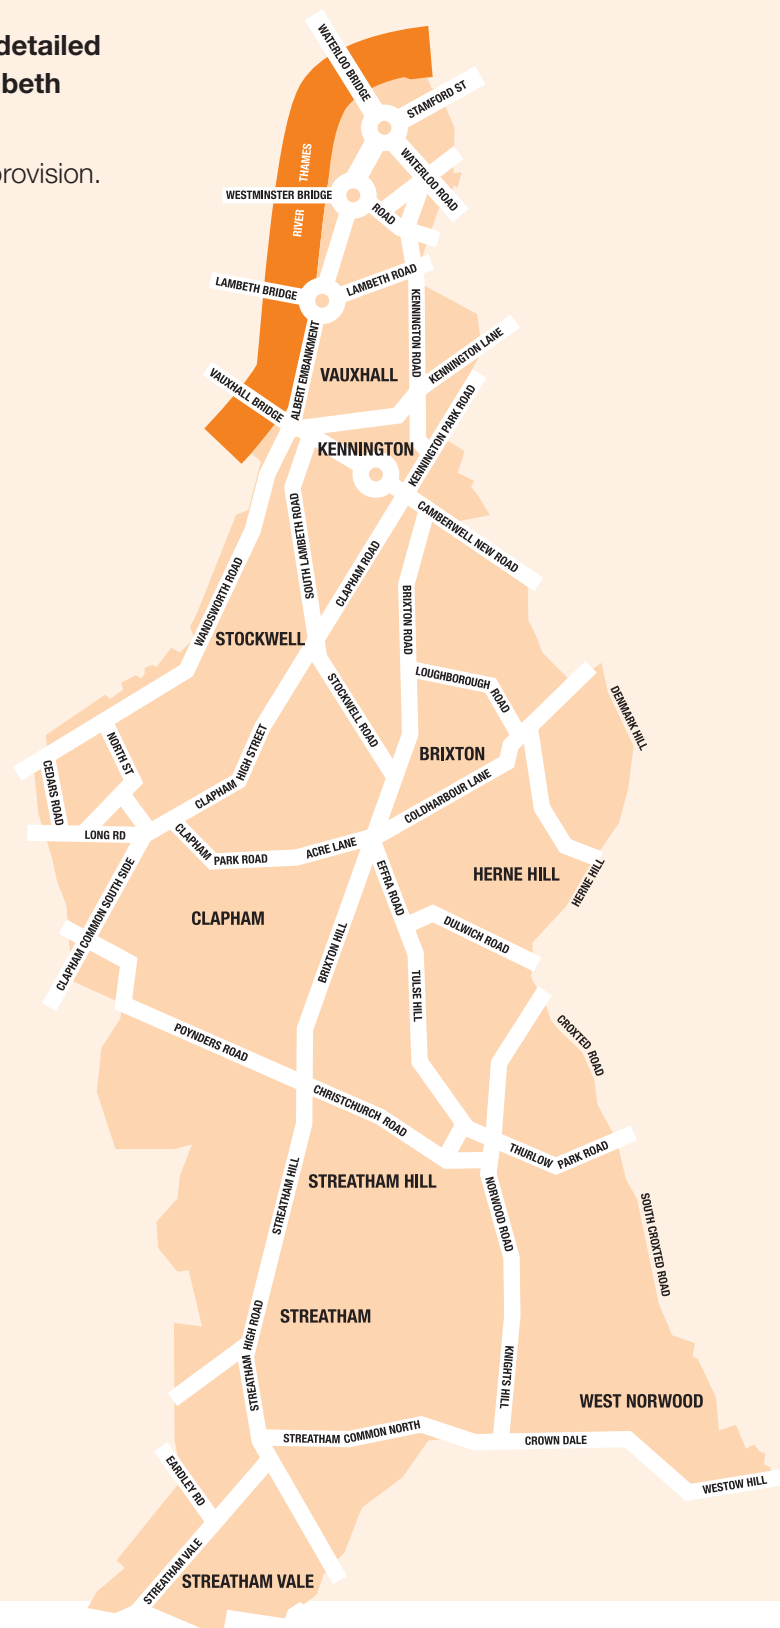 detailed
beth
provision.
WATERLOO BRIDGE
STAMFORD ST
RIVER THAMES
WATERLOO ROAD
WESTMINSTER BRIDGE
ROAD
LAMBETH BRIDGE
LAMBETH ROAD
ALBERT EMBANKMENT
KENNINGTON ROAD
KENNINGTON LANE
VAUXHALL
VAUXHALL BRIDGE
KENNINGTON PARK ROAD
KENNINGTON
SOUTH LAMBETH ROAD
CAMBERWELL NEW ROAD
CLAPHAM ROAD
WANDSWORTH ROAD
BRIXTON ROAD
STOCKWELL
LOUGHBOROUGH ROAD
STOCKWELL ROAD
DENMARK HILL
NORTH ST
CLAPHAM HIGH STREET
BRIXTON
CEDARS ROAD
COLDHARBOUR LANE
LONG RD
CLAPHAM PARK ROAD
ACRE LANE
EFFRA ROAD
HERNE HILL
HERNE HILL
CLAPHAM COMMON SOUTH SIDE
CLAPHAM
BRIXTON HILL
DULWICH ROAD
TULSE HILL
POYNDERS ROAD
CROXTED ROAD
CHRISTCHURCH ROAD
THURLOW PARK ROAD
STREATHAM HILL
STREATHAM HILL
NORWOOD ROAD
SOUTH CROXTED ROAD
STREATHAM
STREATHAM HIGH ROAD
KNIGHTS HILL
WEST NORWOOD
STREATHAM COMMON NORTH
CROWN DALE
WESTOW HILL
EARDLEY RD
STREATHAM VALE
STREATHAM VALE